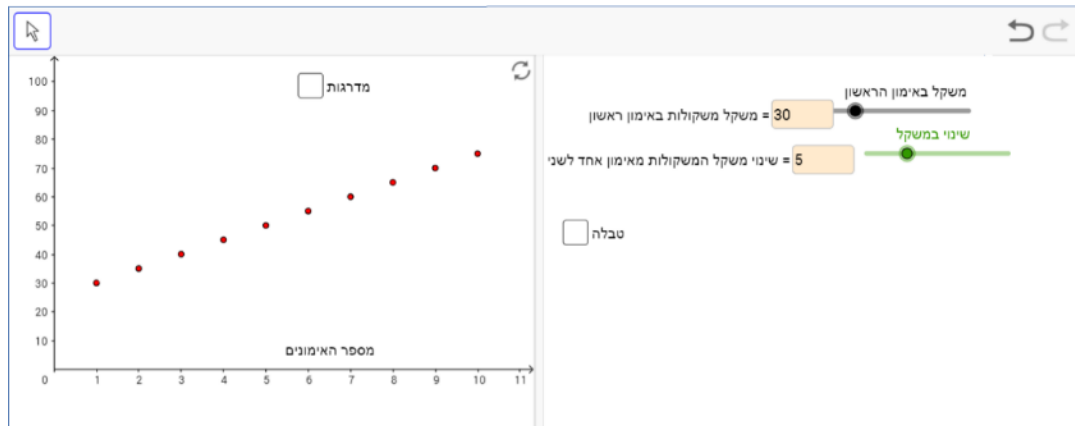 100
90
80
70
60
50
40
30
20
10
0
1 2 3 4 5 6 7 8 9 10 11
מדרגות
מספר האימונים
משקל באימון הראשון
משקל משקולות באימון ראשון = 30
שינוי במשקל
שינוי משקל המשקולות מאימון אחד לשני = 5
טבלה